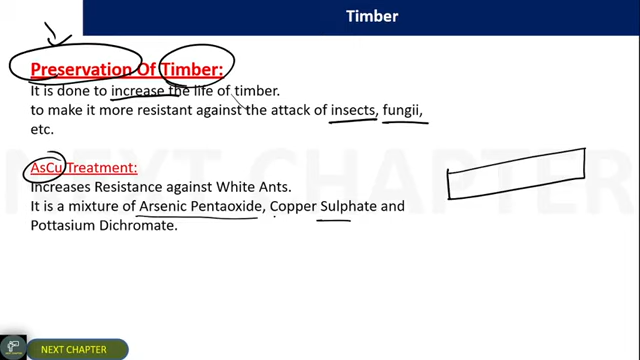 Timber
Preservation Of Timber:
It is done to increase the life of timber.
to make it more resistant against the attack of insects, fungii,
etc.
AsCu Treatment:
Increases Resistance against White Ants.
It is a mixture of Arsenic Pentaoxide, Copper Sulphate and
Pottasium Dichromate.
NEXT CHAPTER
NEXT CHAPTER